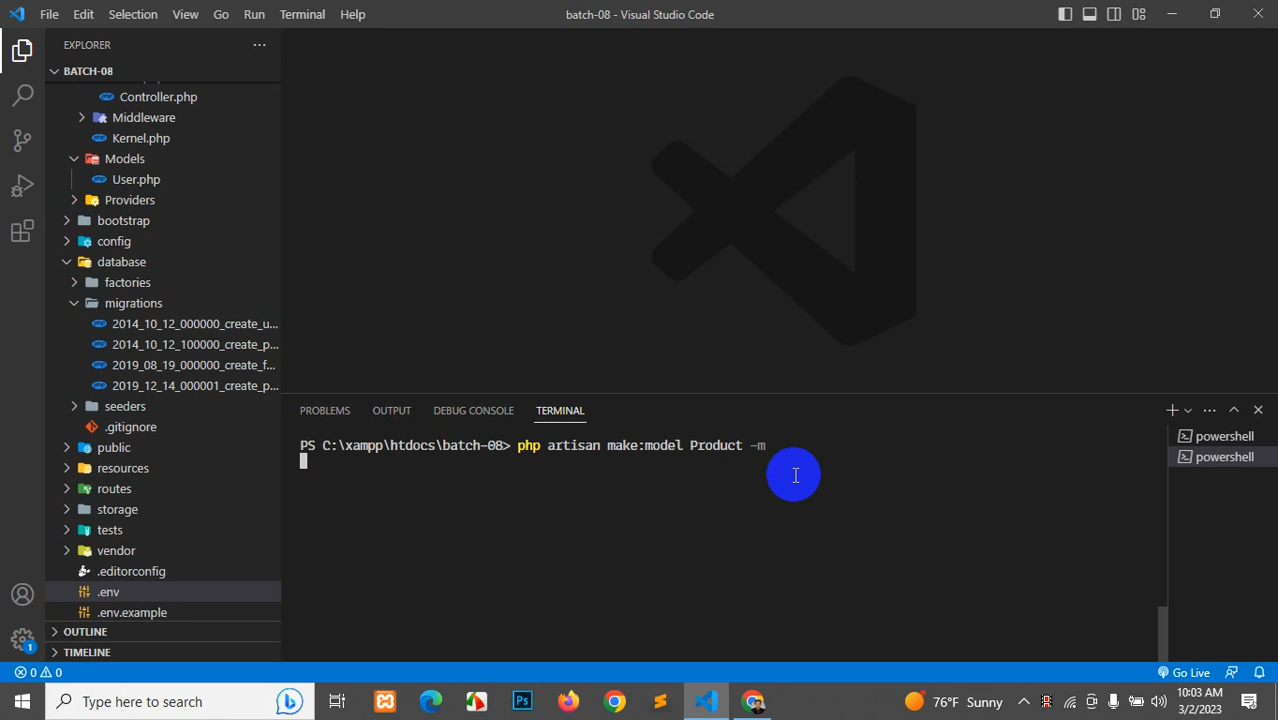 File Edit Selection View Go Run Terminal Help batch-08 - Visual Studio Code
EXPLORER
BATCH-08
Controller.php
Middleware
Kernel.php
Models
User.php
Providers
bootstrap
config
database
factories
migrations
2014_10_12_000000_create_u...
2014_10_12_100000_create_p...
2019_08_19_000000_create_f...
2019_12_14_000001_create_p...
seeders
.gitignore
public
resources
routes
storage
tests
vendor
.editorconfig
.env
.env.example
OUTLINE
TIMELINE
PROBLEMS OUTPUT DEBUG CONSOLE TERMINAL
PS C:\xampp\htdocs\batch-08> php artisan make:model Product -m
powershell
powershell
1
0 0 Go Live
Type here to search
Ps
76°F Sunny
10:03 AM
3/2/2023